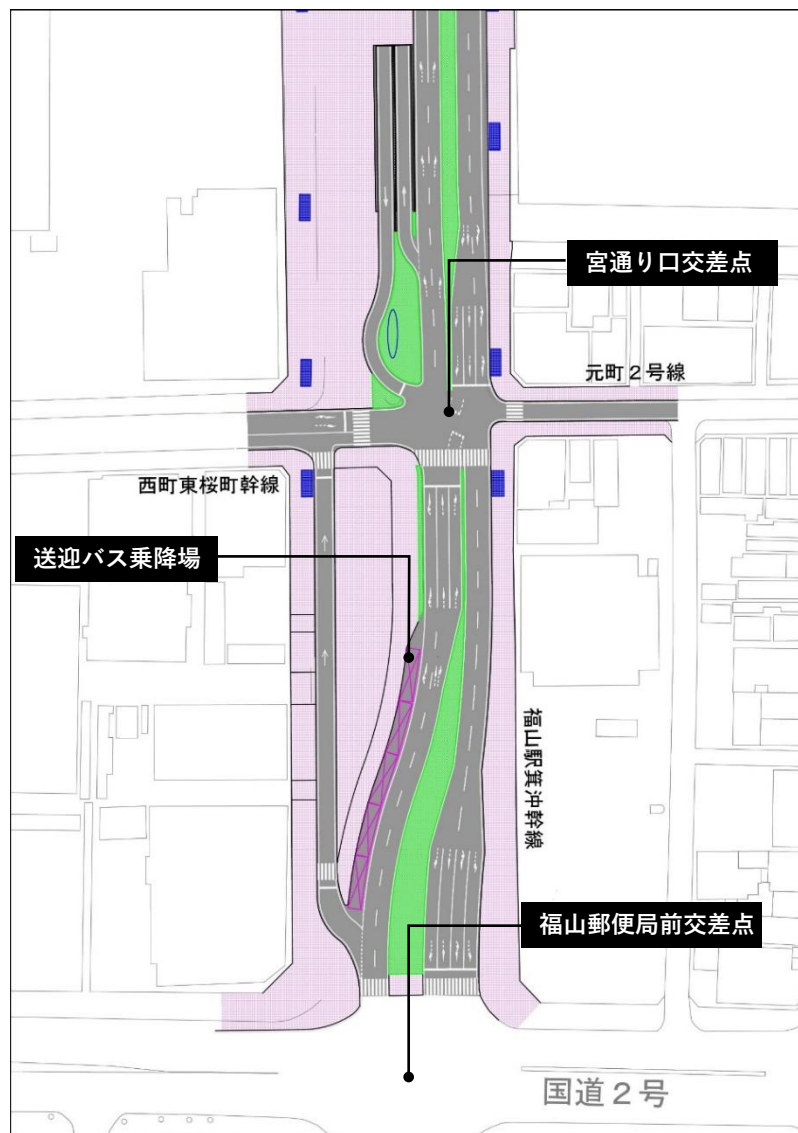 宮通り口交差点
元町２号線
西町東桜町幹線
送迎バス乗降場
福山駅箕沖幹線
福山郵便局前交差点
国道２号